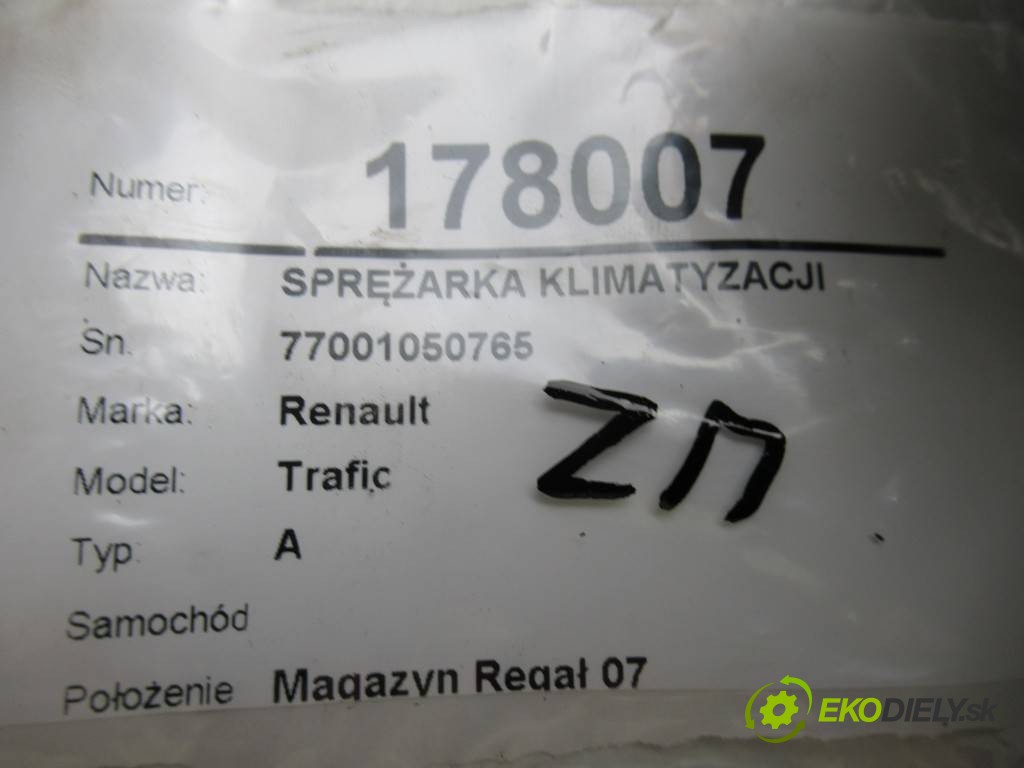 Numer: 178007
Nazwa: SPRĘŻARKA KLIMATYZACJI
Sn. 77001050765
Marka: Renault
Model: Trafic
Typ: A
Samochód
Położenie Magazyn Regał 07
EKODIELY.sk